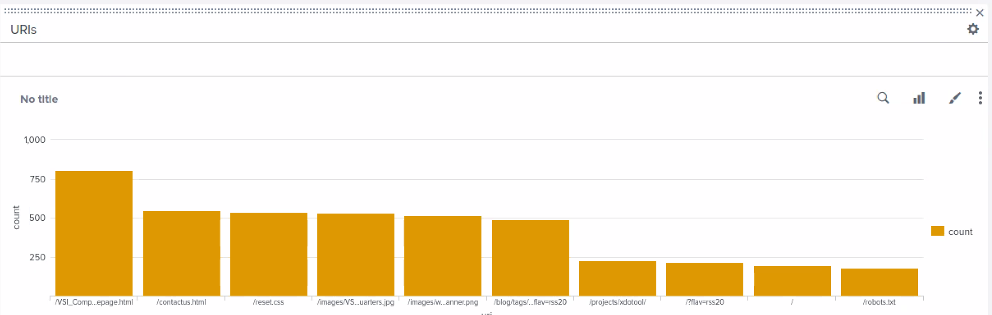 URIs
No title
1,000
750
500
250
count
/VSI_Comp...epage.html
/contactus.html
/reset.css
/images/VS...uarters.jpg
/images/w...anner.png
/blog/tags/...flav=rss20
/projects/xdotool/
/?flav=rss20
/
/robots.txt
count